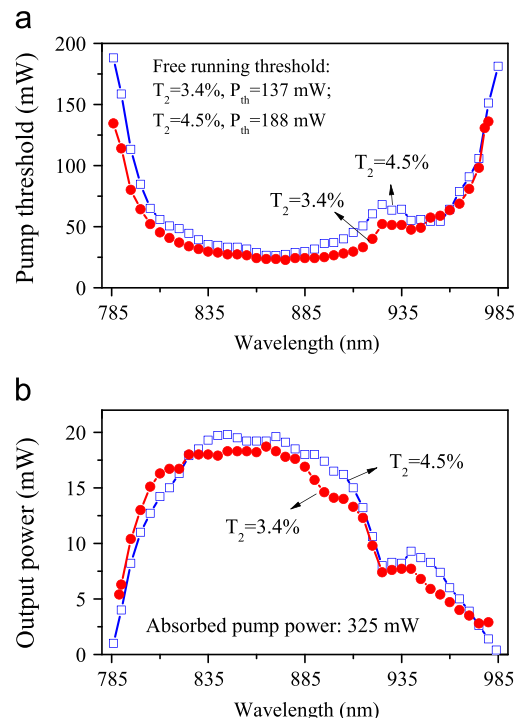 a
200
150
100
50
0
Pump threshold (mW)
Free running threshold:
T₂=3.4%, Pₜₕ=137 mW;
T₂=4.5%, Pₜₕ=188 mW
T₂=4.5%
T₂=3.4%
785 835 885 935 985
Wavelength (nm)
b
20
15
10
5
0
Output power (mW)
T₂=4.5%
T₂=3.4%
Absorbed pump power: 325 mW
785 835 885 935 985
Wavelength (nm)